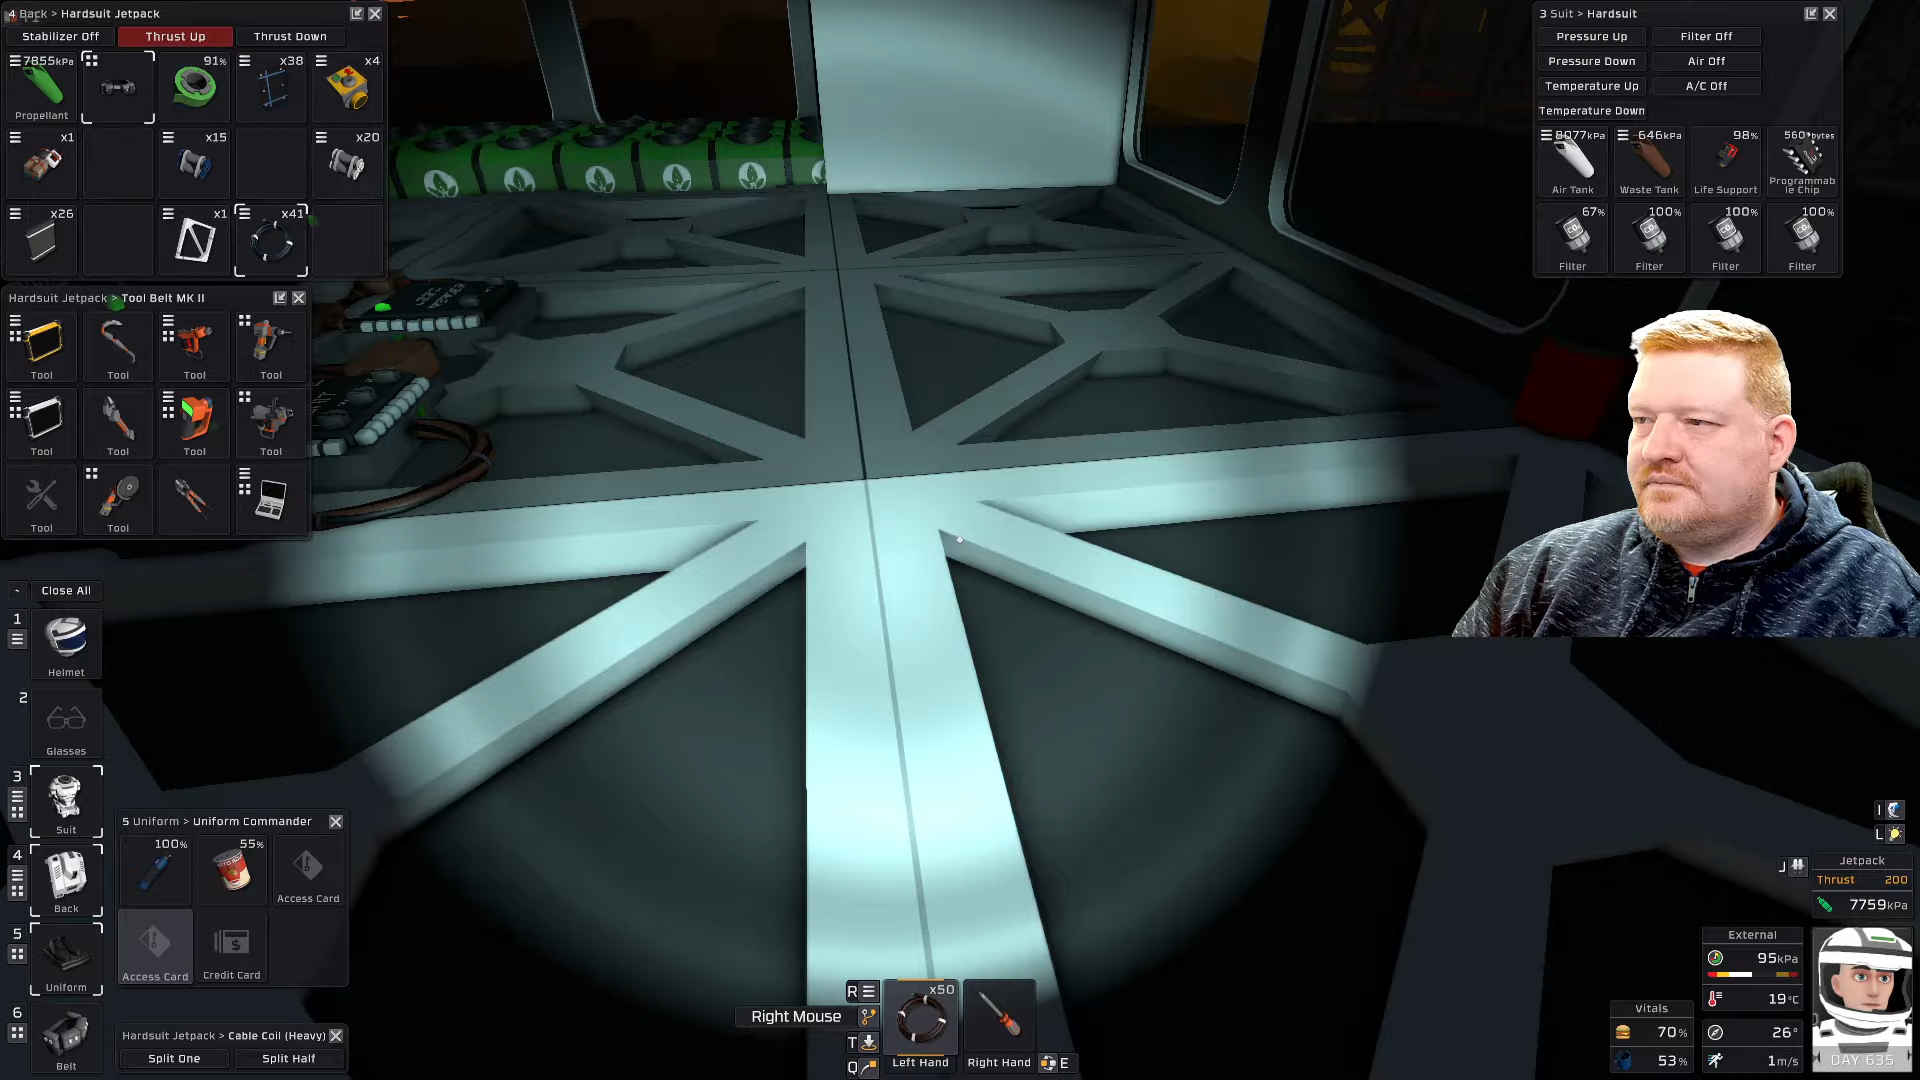 4 Back > Hardsuit Jetpack
Stabilizer Off
Thrust Up
Thrust Down
7855kPa
Propellant
91%
x38
x4
x1
x15
x20
x26
x1
x41
Hardsuit Jetpack > Tool Belt MK II
Tool
Tool
Tool
Tool
Tool
Tool
Tool
Tool
Tool
Tool
~
Close All
1
Helmet
2
Glasses
3
Suit
4
Back
5
Uniform
6
Belt
5 Uniform > Uniform Commander
100%
55%
Access Card
Access Card
Credit Card
Hardsuit Jetpack > Cable Coil (Heavy)
Split One
Split Half
R
Right Mouse
T
Q
x50
Left Hand
Right Hand
E
3 Suit > Hardsuit
Pressure Up
Filter Off
Pressure Down
Air Off
Temperature Up
A/C Off
Temperature Down
8077kPa
Air Tank
-646kPa
Waste Tank
98%
Life Support
560 bytes
Programmable Chip
67%
Filter
100%
Filter
100%
Filter
100%
Filter
I
L
J
Jetpack
Thrust 200
7759kPa
External
95kPa
19°C
26°
1m/s
Vitals
70%
53%
DAY 635